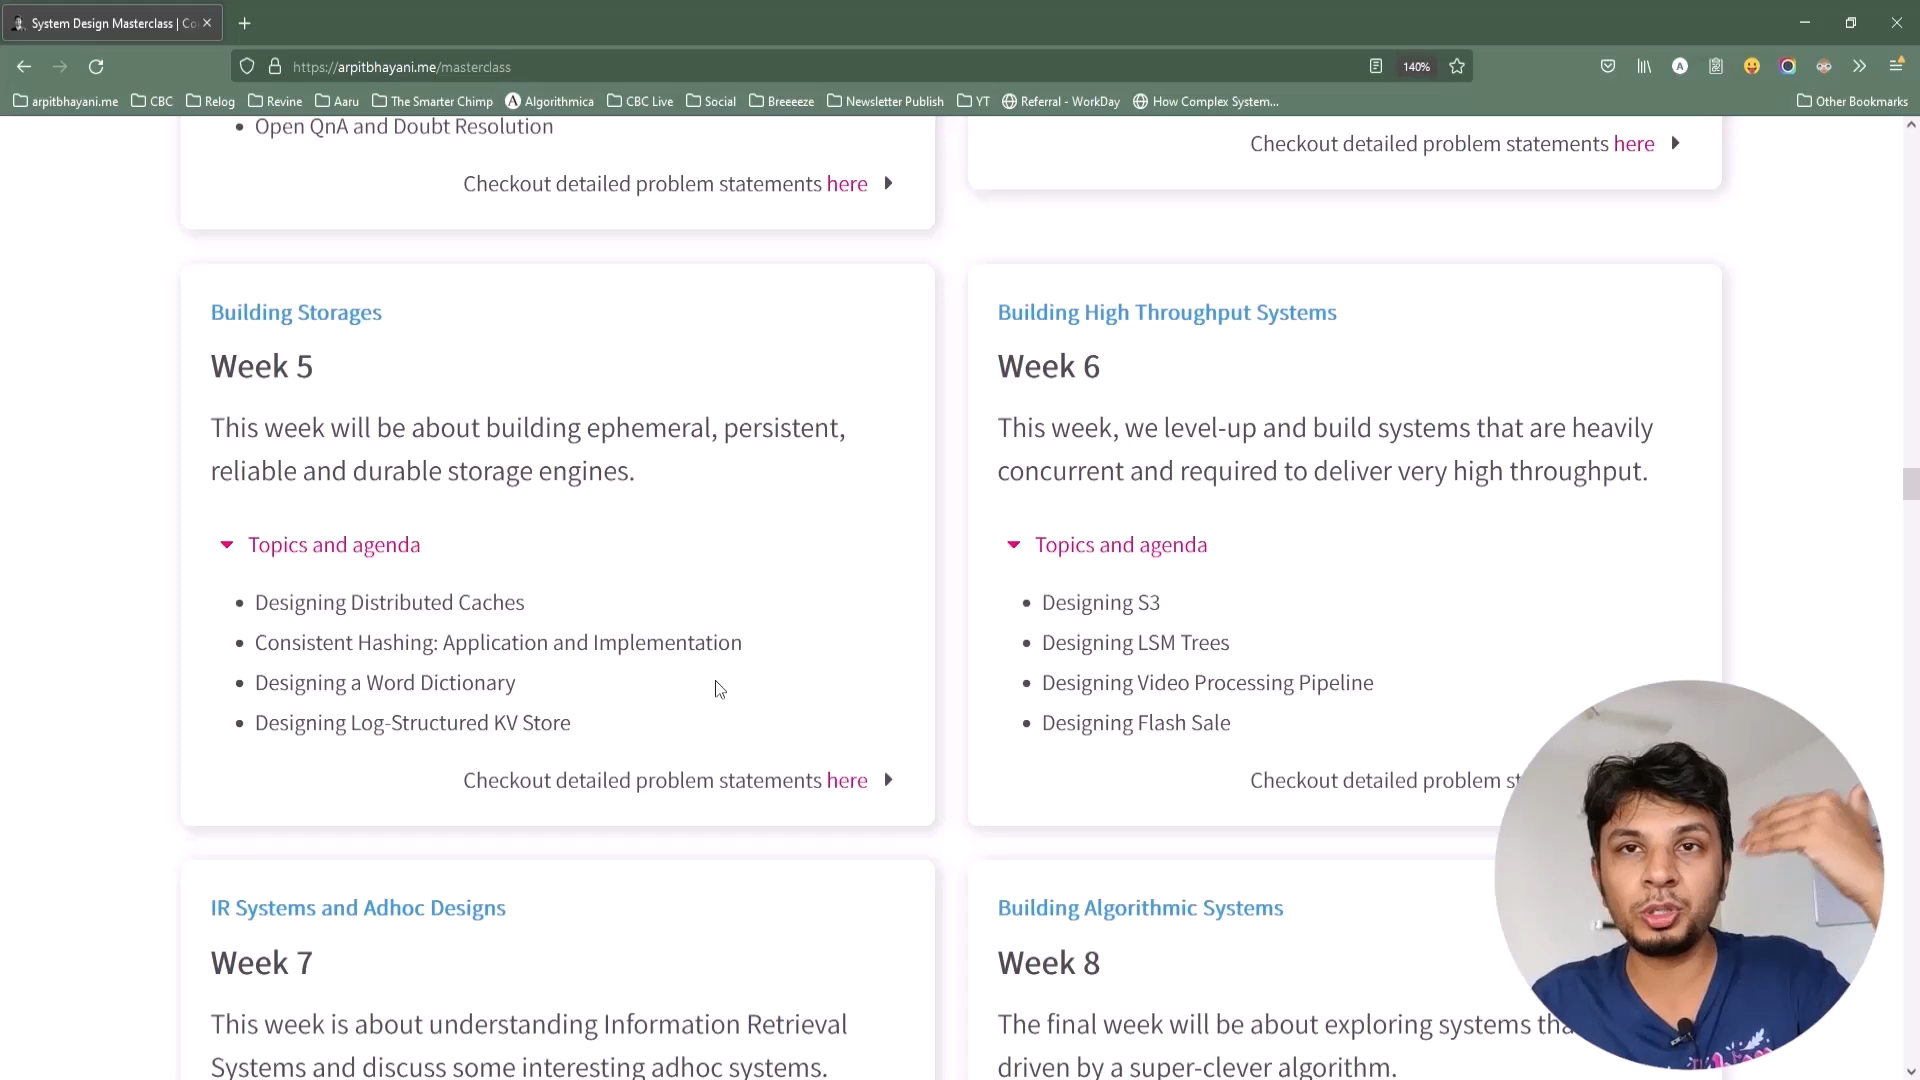 System Design Masterclass | Co
https://arpitbhayani.me/masterclass
140%
arpitbhayani.me
CBC
Relog
Revine
Aaru
The Smarter Chimp
Algorithmica
CBC Live
Social
Breeeeze
Newsletter Publish
YT
Referral - WorkDay
How Complex System...
Other Bookmarks
Open QnA and Doubt Resolution
Checkout detailed problem statements here
Checkout detailed problem statements here
Building Storages
Week 5
This week will be about building ephemeral, persistent,
reliable and durable storage engines.
Topics and agenda
Designing Distributed Caches
Consistent Hashing: Application and Implementation
Designing a Word Dictionary
Designing Log-Structured KV Store
Checkout detailed problem statements here
Building High Throughput Systems
Week 6
This week, we level-up and build systems that are heavily
concurrent and required to deliver very high throughput.
Topics and agenda
Designing S3
Designing LSM Trees
Designing Video Processing Pipeline
Designing Flash Sale
Checkout detailed problem st
IR Systems and Adhoc Designs
Week 7
This week is about understanding Information Retrieval
Systems and discuss some interesting adhoc systems.
Building Algorithmic Systems
Week 8
The final week will be about exploring systems tha
driven by a super-clever algorithm.